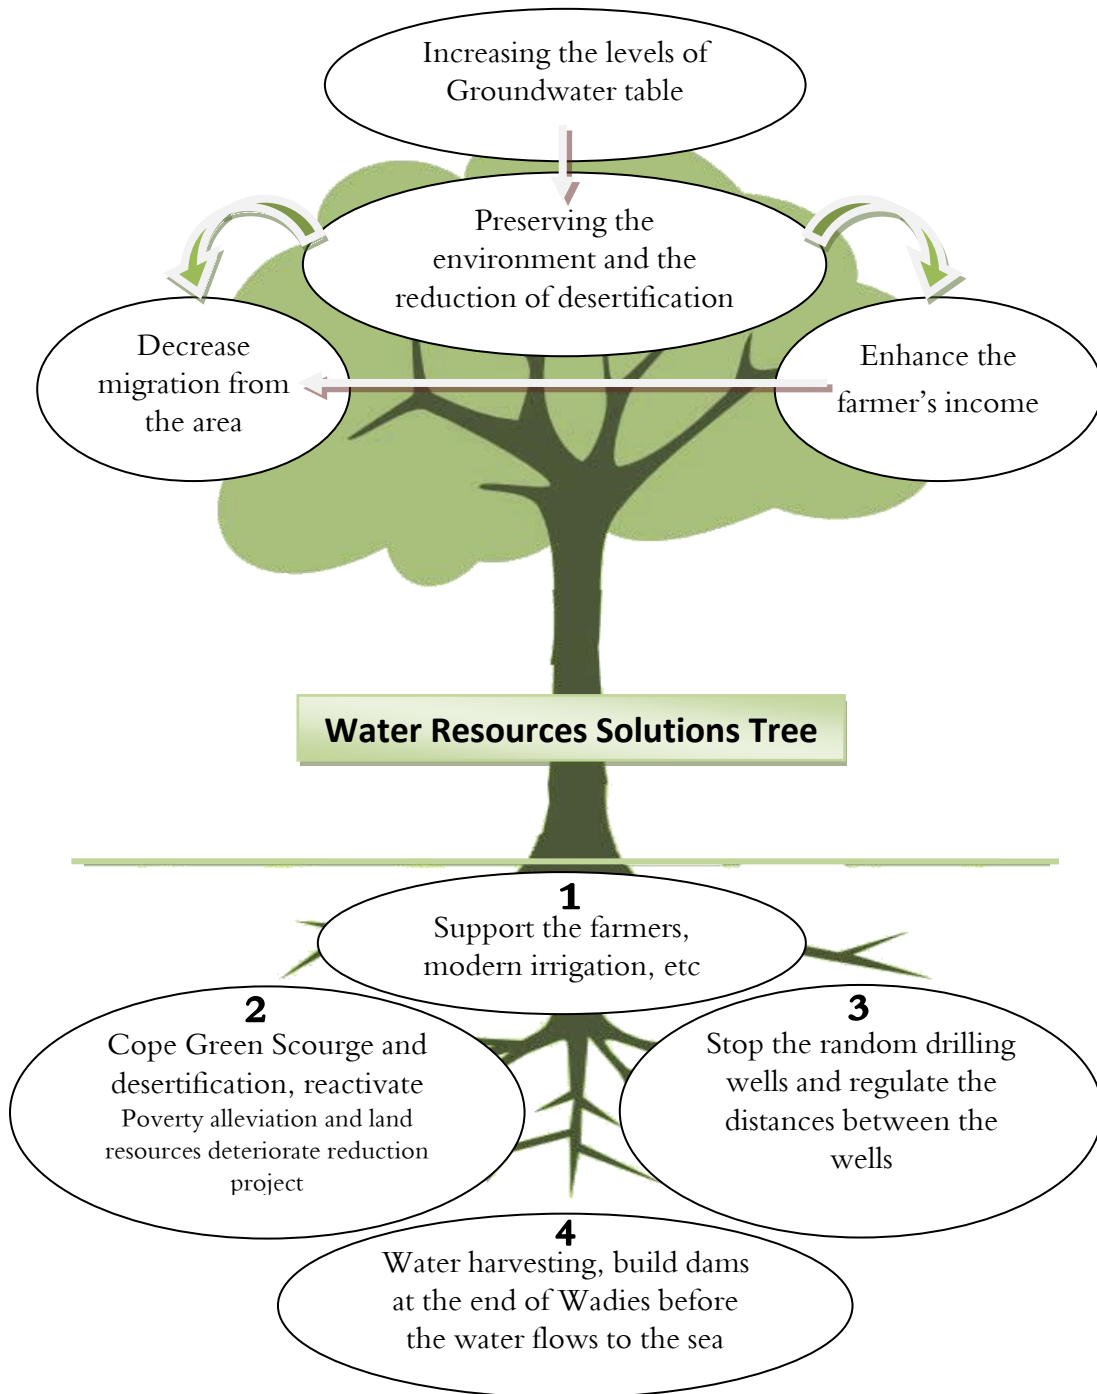 Increasing the levels of
Groundwater table
Preserving the
environment and the
reduction of desertification
Decrease
migration from
the area
Enhance the
farmer’s income
Water Resources Solutions Tree
1
Support the farmers,
modern irrigation, etc
2
Cope Green Scourge and
desertification, reactivate
Poverty alleviation and land
resources deteriorate reduction
project
3
Stop the random drilling
wells and regulate the
distances between the
wells
4
Water harvesting, build dams
at the end of Wadies before
the water flows to the sea